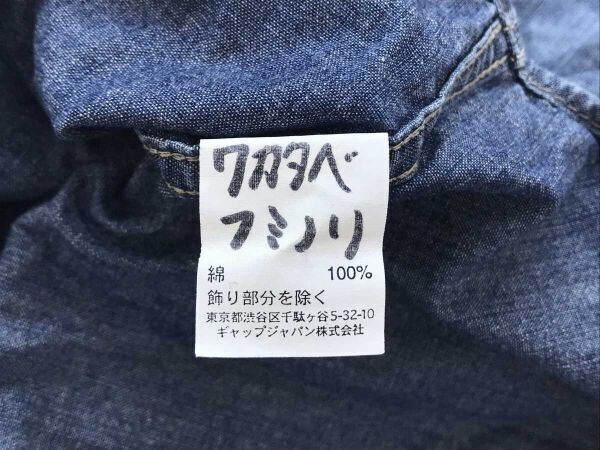 ワカタベ
フミノリ
綿 100%
飾り部分を除く
東京都渋谷区千駄ヶ谷5-32-10
ギャップジャパン株式会社